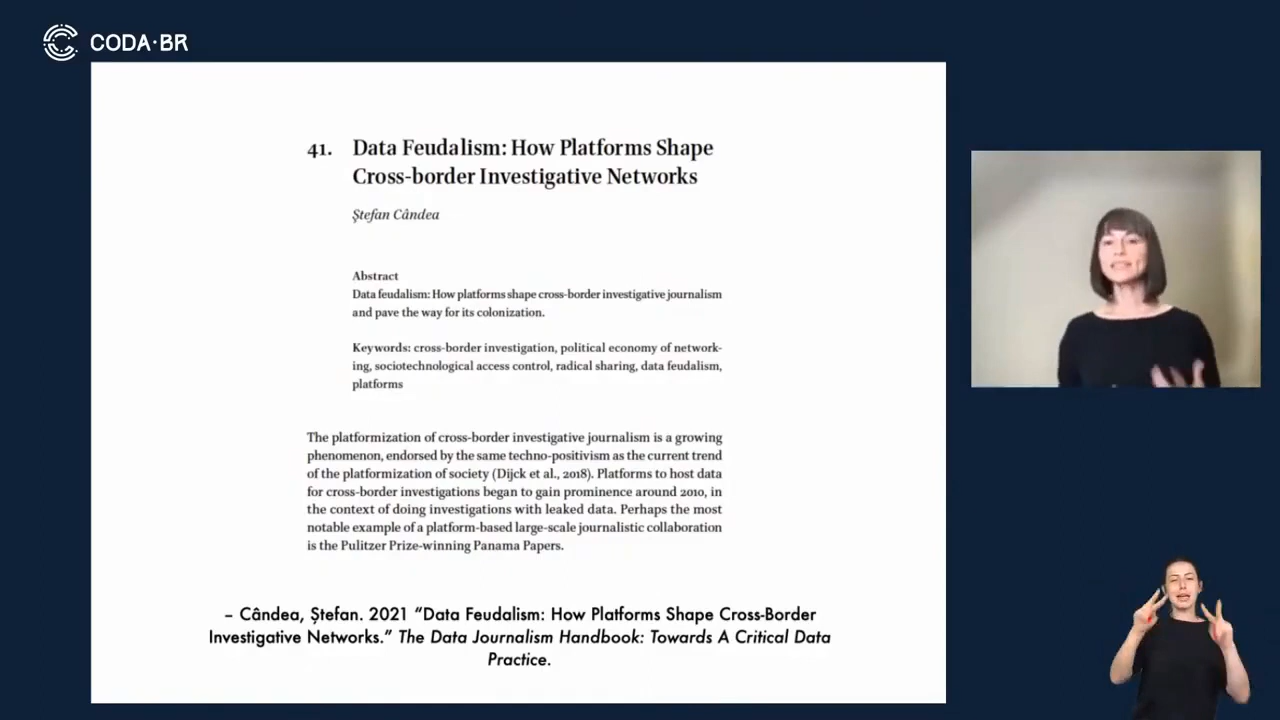 CODA·BR
41. Data Feudalism: How Platforms Shape
Cross-border Investigative Networks
Ştefan Cândea
Abstract
Data feudalism: How platforms shape cross-border investigative journalism
and pave the way for its colonization.
Keywords: cross-border investigation, political economy of network-
ing, sociotechnological access control, radical sharing, data feudalism,
platforms
The platformization of cross-border investigative journalism is a growing
phenomenon, endorsed by the same techno-positivism as the current trend
of the platformization of society (Dijck et al., 2018). Platforms to host data
for cross-border investigations began to gain prominence around 2010, in
the context of doing investigations with leaked data. Perhaps the most
notable example of a platform-based large-scale journalistic collaboration
is the Pulitzer Prize-winning Panama Papers.
– Cândea, Ștefan. 2021 “Data Feudalism: How Platforms Shape Cross-Border
Investigative Networks.” The Data Journalism Handbook: Towards A Critical Data
Practice.